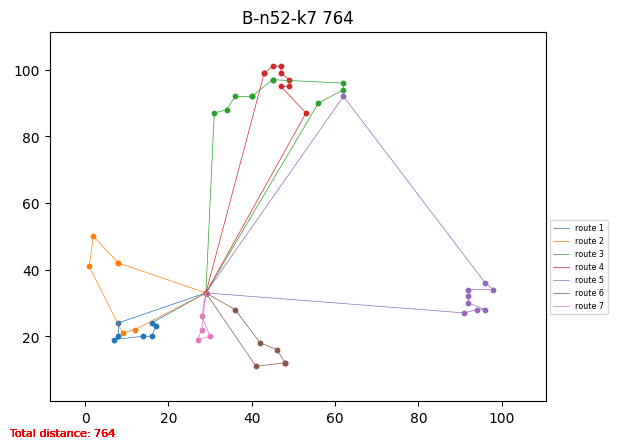 B-n52-k7 764
100
80
60
40
20
0 20 40 60 80 100
route 1
route 2
route 3
route 4
route 5
route 6
route 7
Total distance: 764